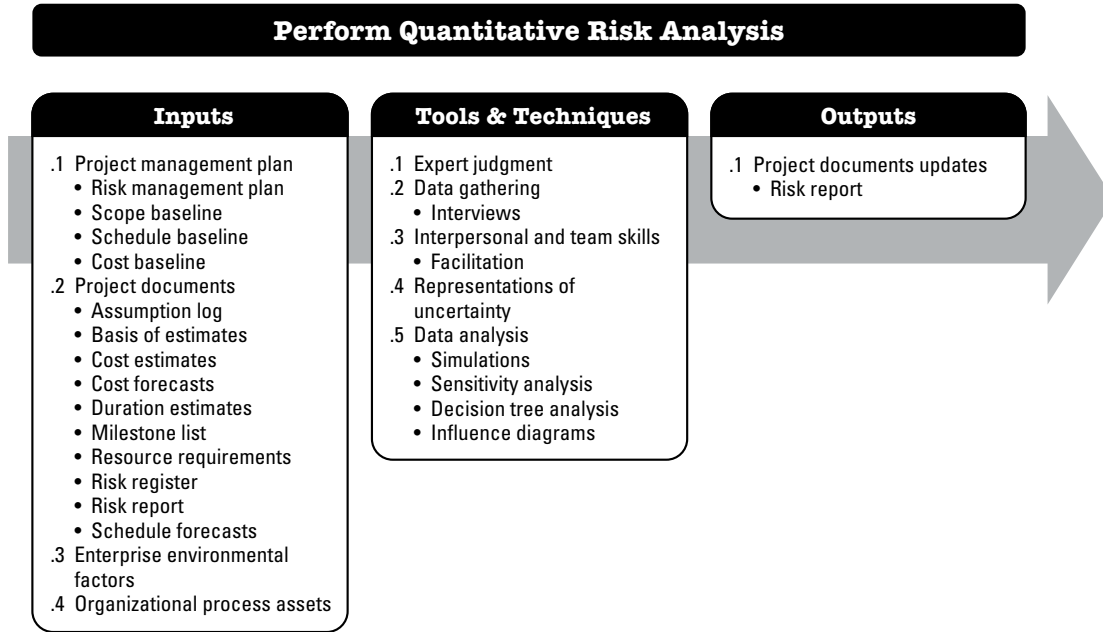 Perform Quantitative Risk Analysis
Inputs
.1 Project management plan
• Risk management plan
• Scope baseline
• Schedule baseline
• Cost baseline
.2 Project documents
• Assumption log
• Basis of estimates
• Cost estimates
• Cost forecasts
• Duration estimates
• Milestone list
• Resource requirements
• Risk register
• Risk report
• Schedule forecasts
.3 Enterprise environmental
factors
.4 Organizational process assets
Tools & Techniques
.1 Expert judgment
.2 Data gathering
• Interviews
.3 Interpersonal and team skills
• Facilitation
.4 Representations of
uncertainty
.5 Data analysis
• Simulations
• Sensitivity analysis
• Decision tree analysis
• Influence diagrams
Outputs
.1 Project documents updates
• Risk report